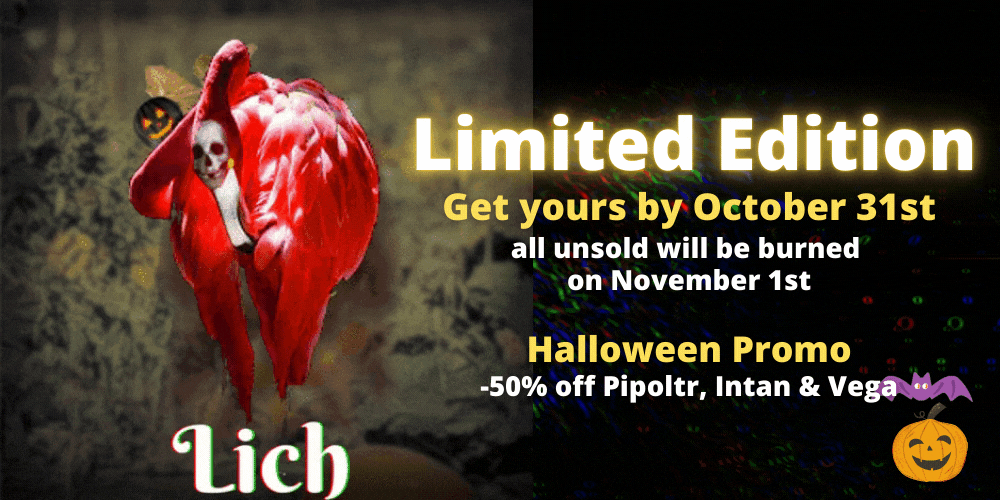 Limited Edition
Get yours by October 31st
all unsold will be burned
on November 1st
Halloween Promo
-50% off Pipoltr, Intan & Vega
Lich